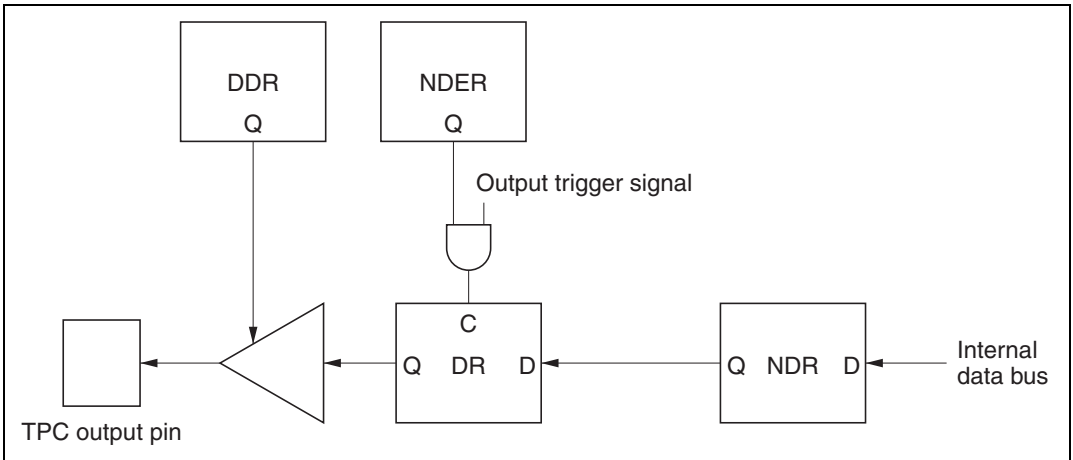 DDR
Q
NDER
Q
Output trigger signal
C
Q DR D
Q NDR D
Internal
data bus
TPC output pin